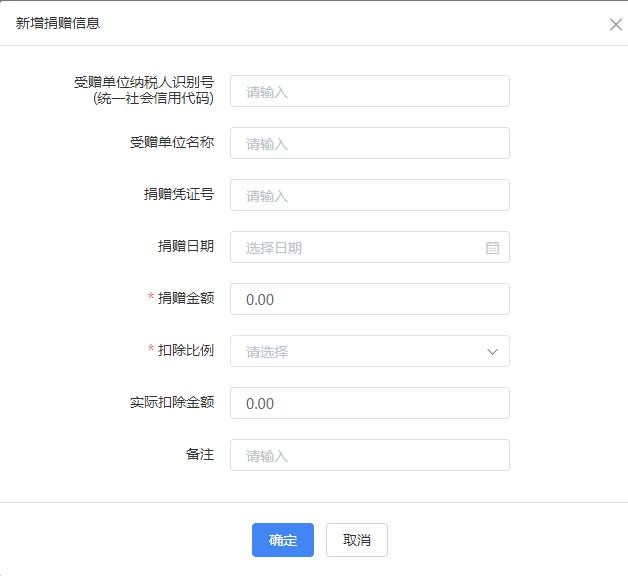 新增捐赠信息
受赠单位纳税人识别号
(统一社会信用代码)
请输入
受赠单位名称
请输入
捐赠凭证号
请输入
捐赠日期
选择日期
* 捐赠金额
0.00
* 扣除比例
请选择
实际扣除金额
0.00
备注
请输入
确定
取消